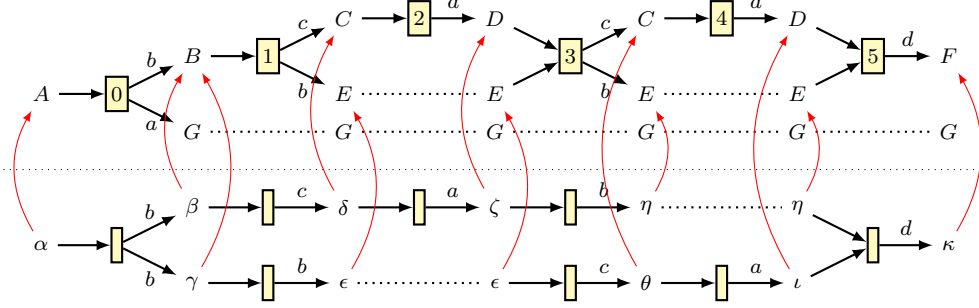 c 2 a c 4 a
C D C D
b b c 1 b 3 b 5 d
B E E E E F
A 0 a
G G G G G
b c a b
β δ ζ η η
α b d κ
γ b ϵ ϵ c θ a ι